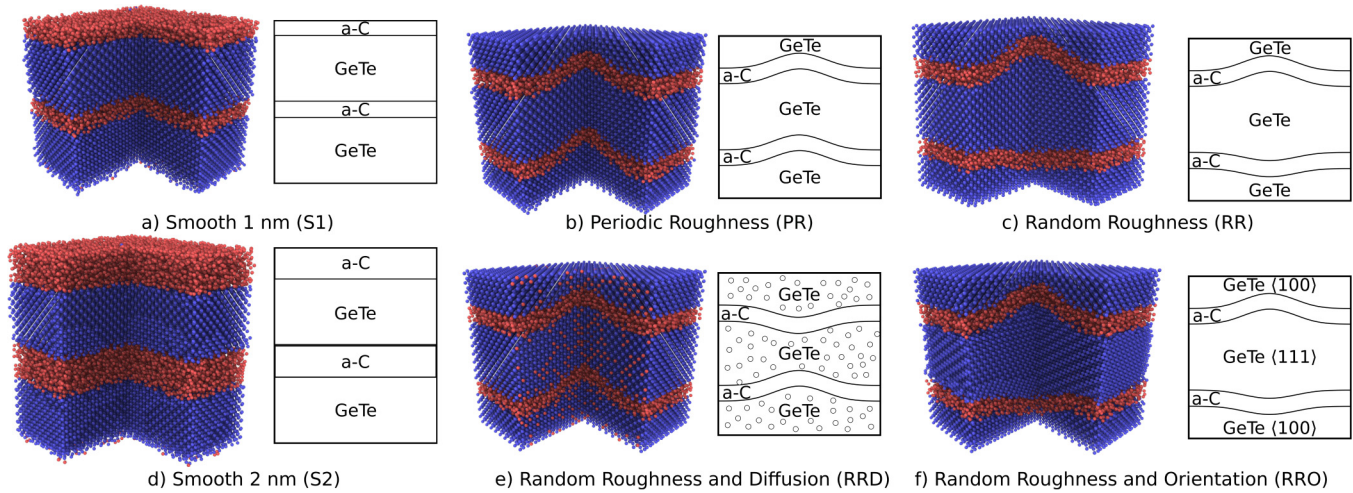 a-C
GeTe
a-C
GeTe
a) Smooth 1 nm (S1)
GeTe
a-C
GeTe
a-C
GeTe
b) Periodic Roughness (PR)
GeTe
a-C
GeTe
a-C
GeTe
c) Random Roughness (RR)
a-C
GeTe
a-C
GeTe
d) Smooth 2 nm (S2)
GeTe
a-C
GeTe
a-C
GeTe
e) Random Roughness and Diffusion (RRD)
GeTe ⟨100⟩
a-C
GeTe ⟨111⟩
a-C
GeTe ⟨100⟩
f) Random Roughness and Orientation (RRO)